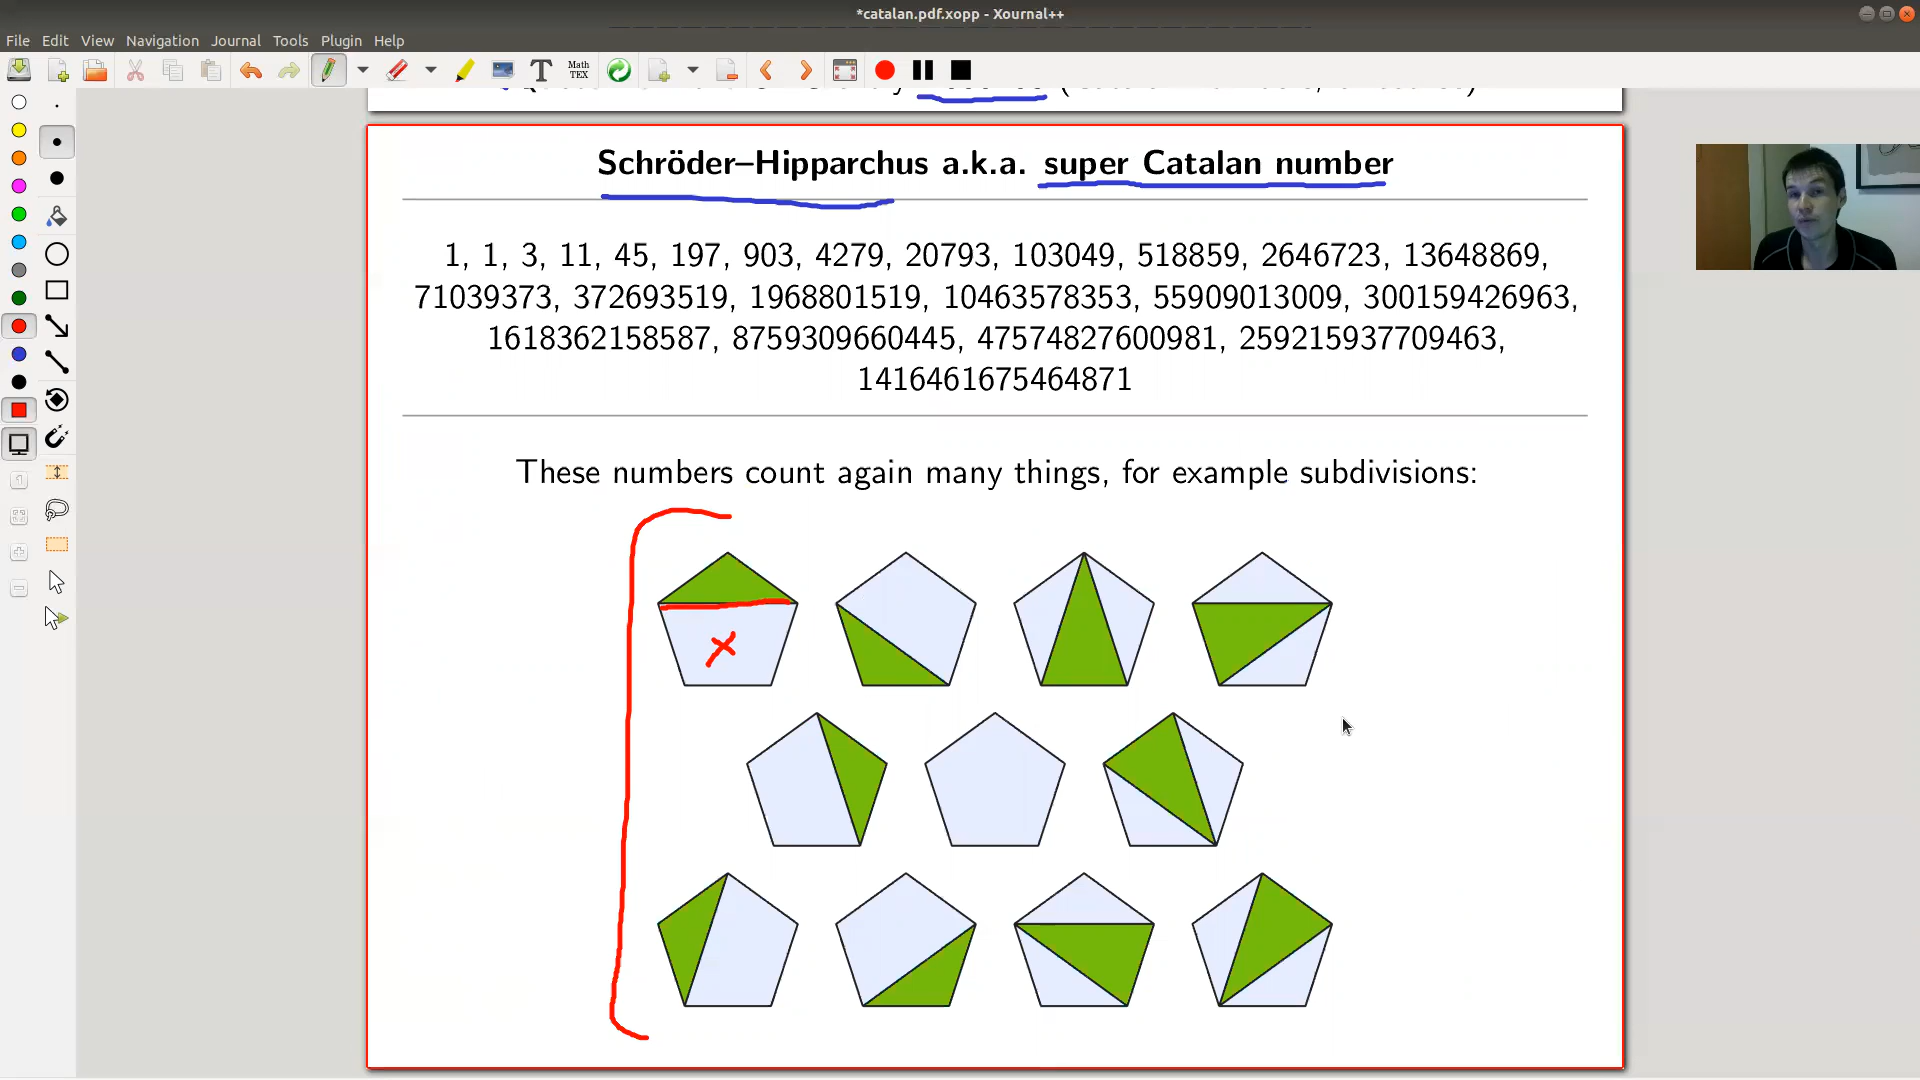 *catalan.pdf.xopp - Xournal++
File Edit View Navigation Journal Tools Plugin Help
Math
TEX
Schröder–Hipparchus a.k.a. super Catalan number
1, 1, 3, 11, 45, 197, 903, 4279, 20793, 103049, 518859, 2646723, 13648869,
71039373, 372693519, 1968801519, 10463578353, 55909013009, 300159426963,
1618362158587, 8759309660445, 47574827600981, 259215937709463,
1416461675464871
These numbers count again many things, for example subdivisions: